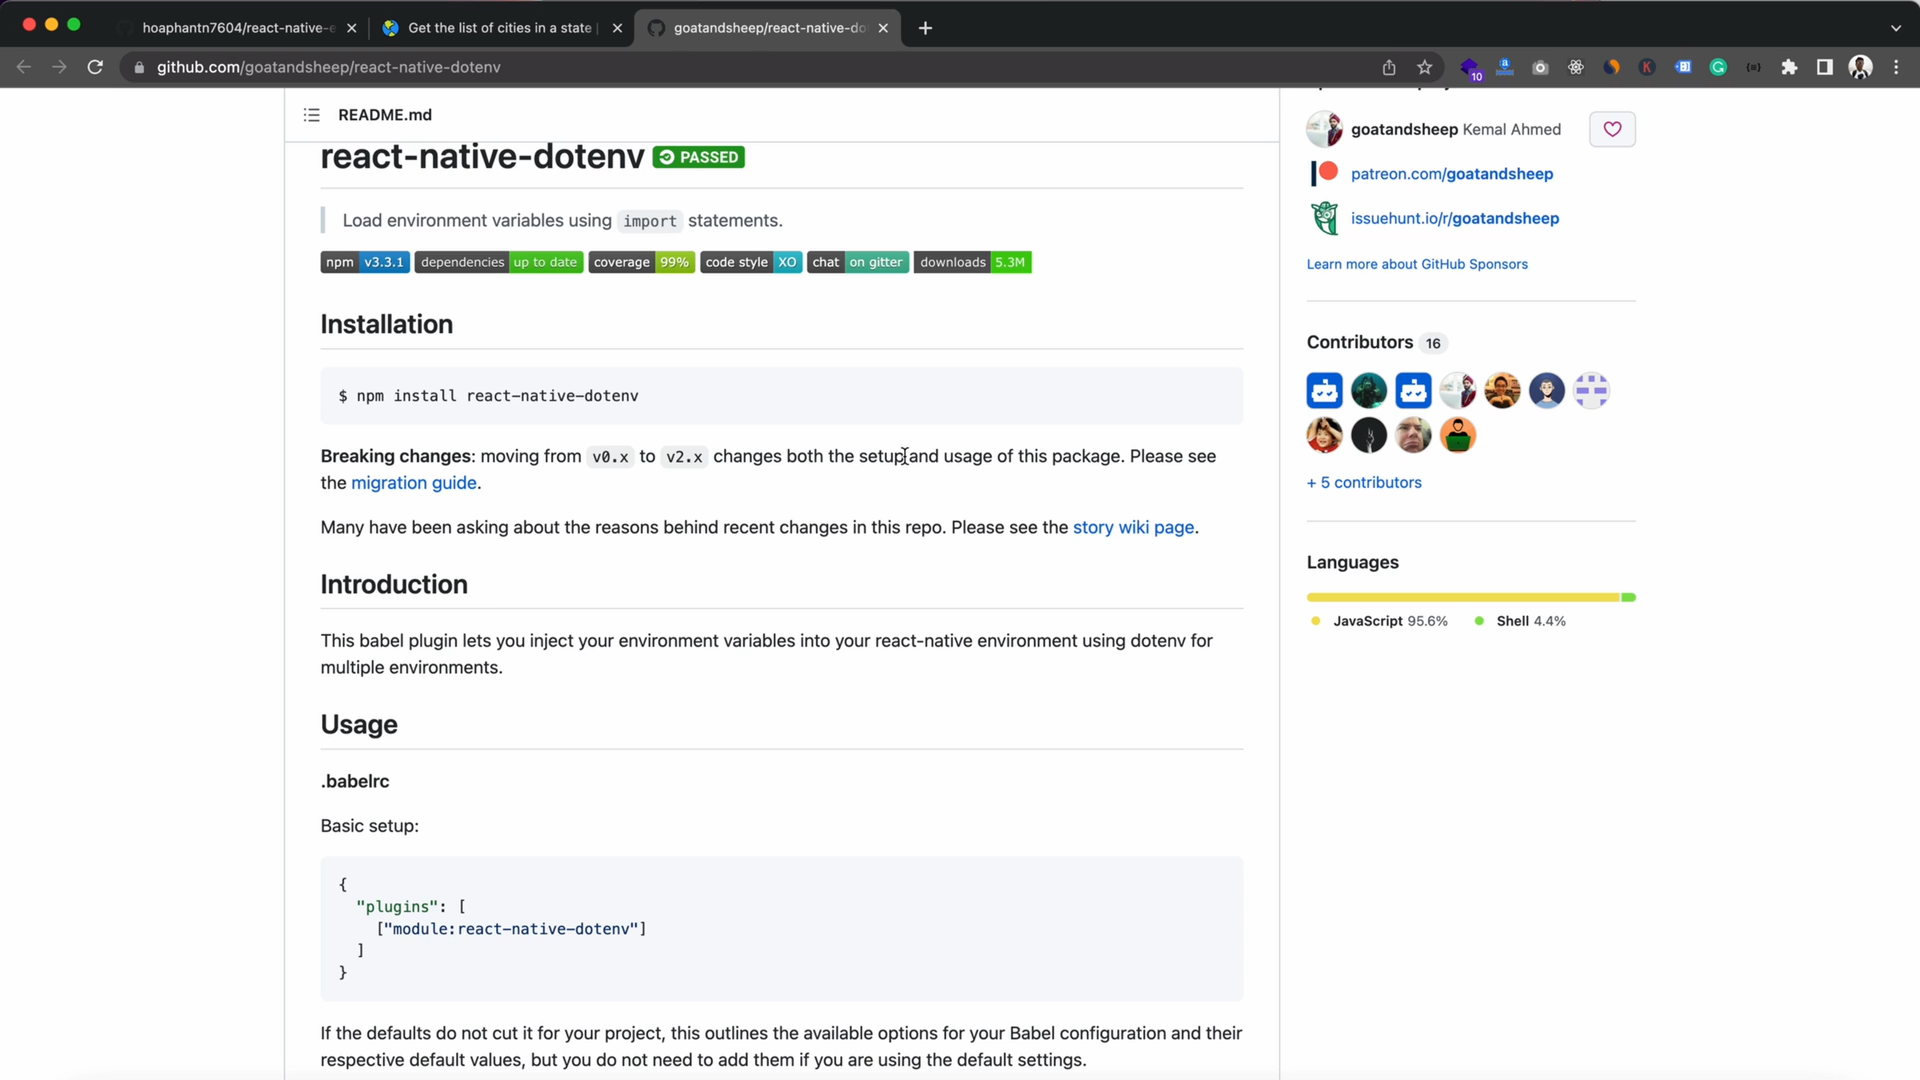 hoaphantn7604/react-native-e
Get the list of cities in a state |
goatandsheep/react-native-do
github.com/goatandsheep/react-native-dotenv
10
README.md
react-native-dotenv PASSED
Load environment variables using import statements.
npm v3.3.1 dependencies up to date coverage 99% code style XO chat on gitter downloads 5.3M
Installation
$ npm install react-native-dotenv
Breaking changes: moving from v0.x to v2.x changes both the setup and usage of this package. Please see
the migration guide.
Many have been asking about the reasons behind recent changes in this repo. Please see the story wiki page.
Introduction
This babel plugin lets you inject your environment variables into your react-native environment using dotenv for
multiple environments.
Usage
.babelrc
Basic setup:
{
"plugins": [
["module:react-native-dotenv"]
]
}
If the defaults do not cut it for your project, this outlines the available options for your Babel configuration and their
respective default values, but you do not need to add them if you are using the default settings.
goatandsheep Kemal Ahmed
patreon.com/goatandsheep
issuehunt.io/r/goatandsheep
Learn more about GitHub Sponsors
Contributors 16
+ 5 contributors
Languages
JavaScript 95.6% Shell 4.4%